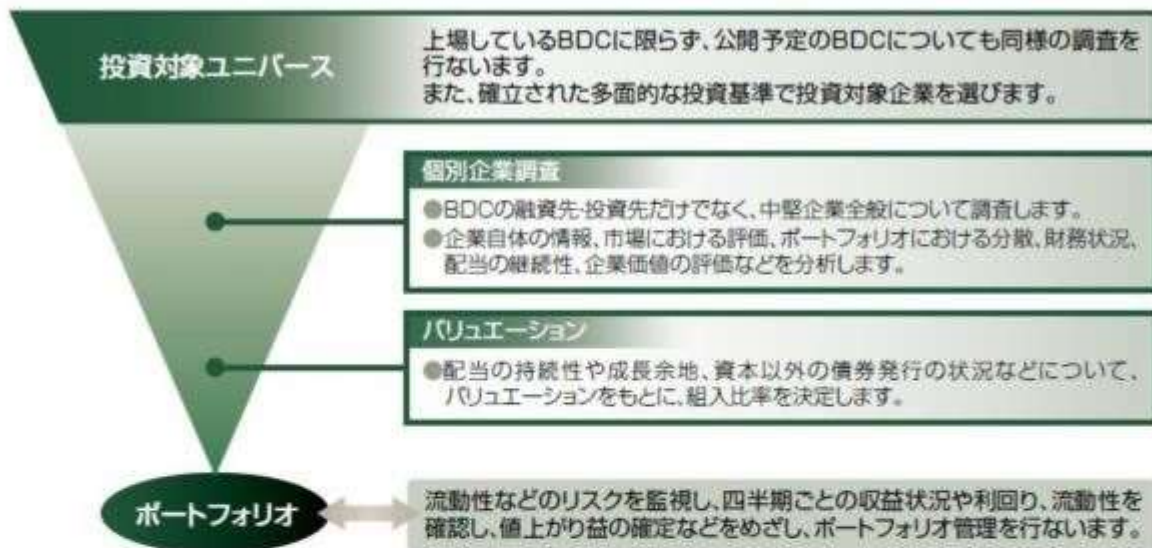 投資対象ユニバース
上場しているBDCに限らず、公開予定のBDCについても同様の調査を
行ないます。
また、確立された多面的な投資基準で投資対象企業を選びます。
個別企業調査
●BDCの融資先・投資先だけでなく、中堅企業全般について調査します。
●企業自体の情報、市場における評価、ポートフォリオにおける分散、財務状況、
配当の継続性、企業価値の評価などを分析します。
バリュエーション
●配当の持続性や成長余地、資本以外の債券発行の状況などについて、
バリュエーションをもとに、組入比率を決定します。
ポートフォリオ
流動性などのリスクを監視し、四半期ごとの収益状況や利回り、流動性を
確認し、値上がり益の確定などをめざし、ポートフォリオ管理を行ないます。